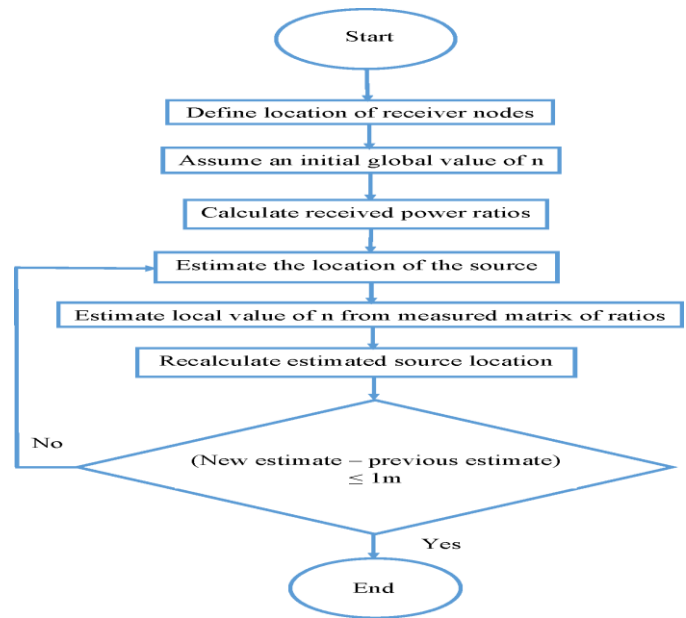 Start
Define location of receiver nodes
Assume an initial global value of n
Calculate received power ratios
Estimate the location of the source
Estimate local value of n from measured matrix of ratios
Recalculate estimated source location
No
(New estimate – previous estimate)
≤ 1m
Yes
End